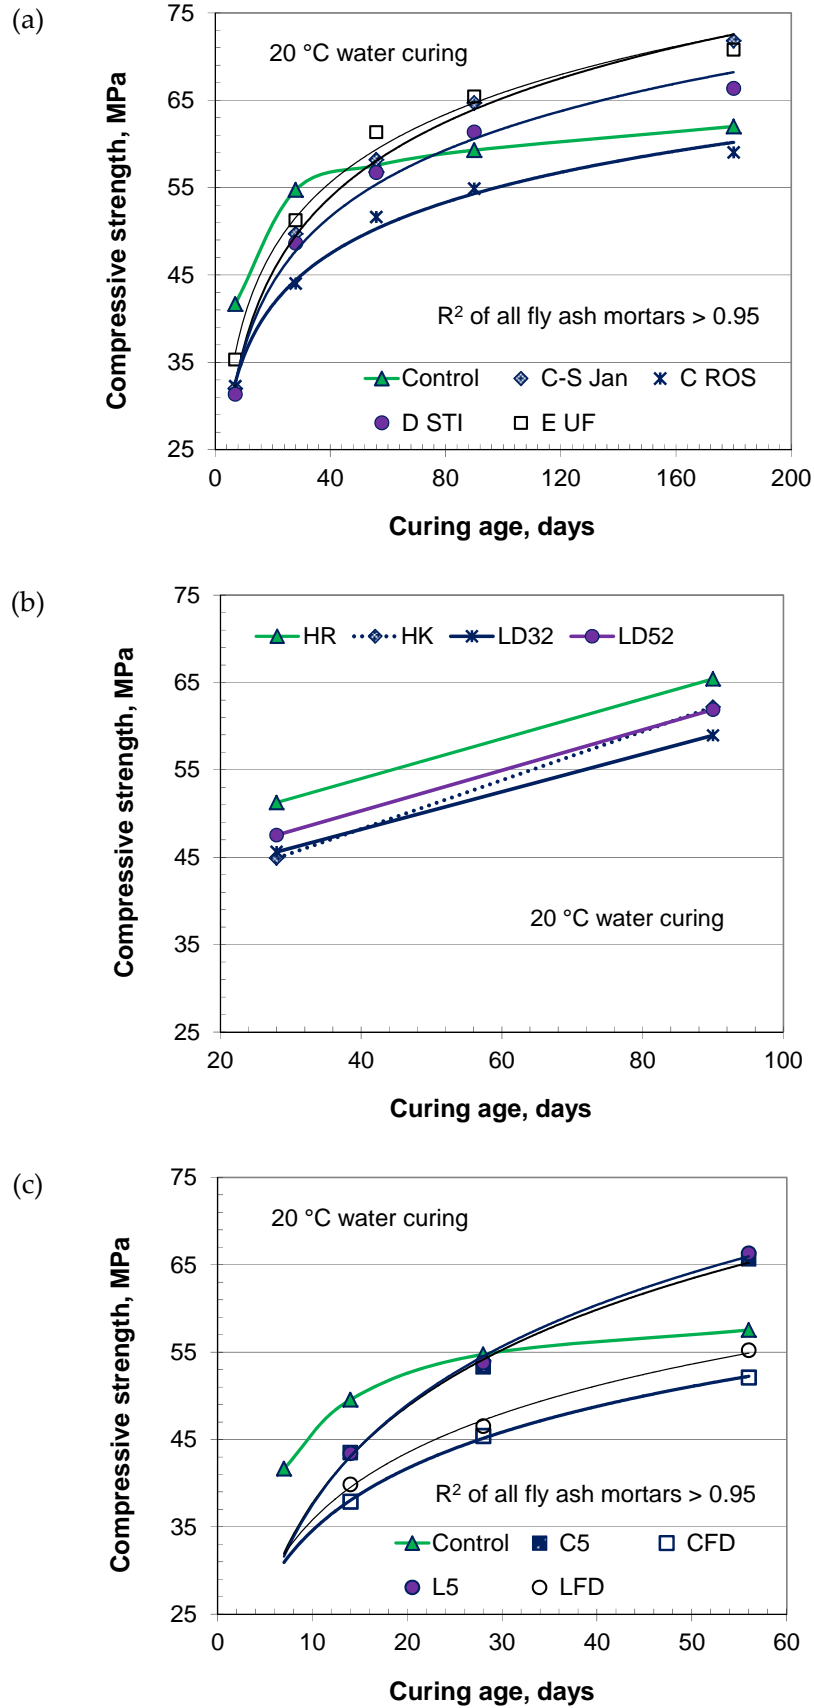 (a)
75
65
55
45
35
25
Compressive strength, MPa
20 °C water curing
R² of all fly ash mortars > 0.95
Control C-S Jan C ROS
D STI E UF
0 40 80 120 160 200
Curing age, days
(b)
75
65
55
45
35
25
Compressive strength, MPa
HR HK LD32 LD52
20 °C water curing
20 40 60 80 100
Curing age, days
(c)
75
65
55
45
35
25
Compressive strength, MPa
20 °C water curing
R² of all fly ash mortars > 0.95
Control C5 CFD
L5 LFD
0 10 20 30 40 50 60
Curing age, days